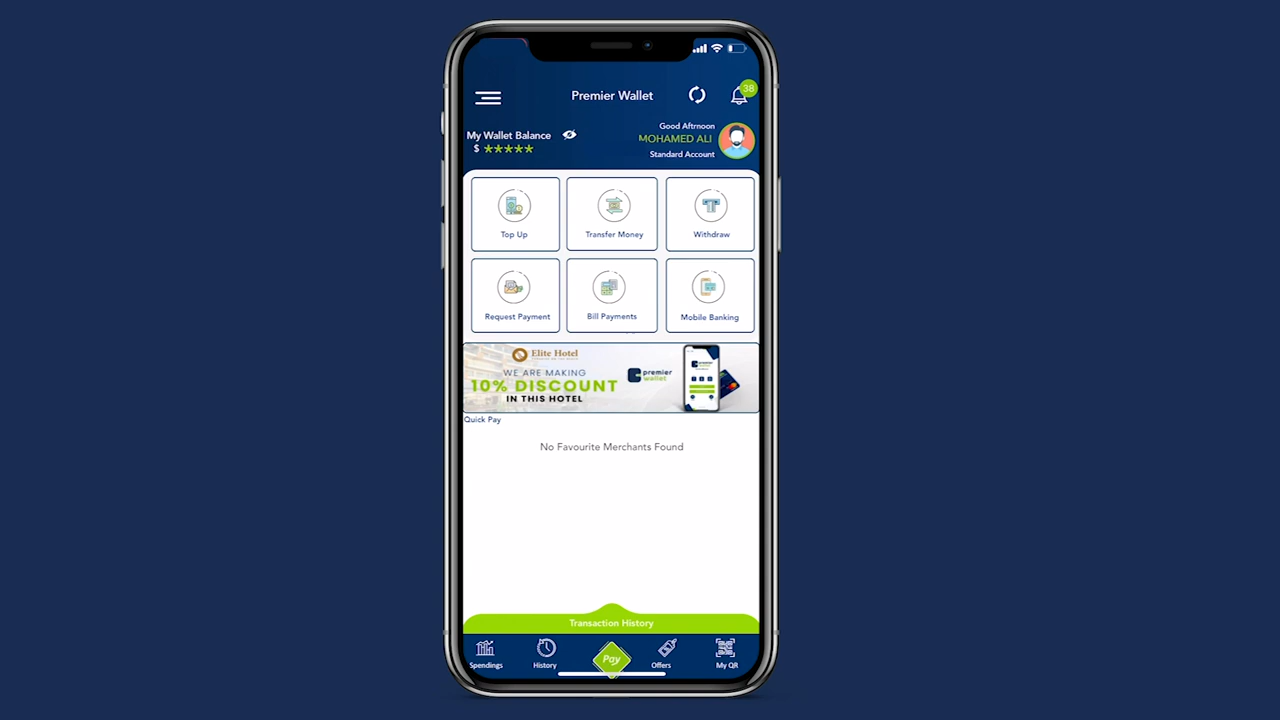 Premier Wallet
38
My Wallet Balance
$ *****
Good Aftrnoon
MOHAMED ALI
Standard Account
Top Up
Transfer Money
Withdraw
Request Payment
Bill Payments
Mobile Banking
Elite Hotel
WE ARE MAKING
10% DISCOUNT
IN THIS HOTEL
premier
wallet
Quick Pay
No Favourite Merchants Found
Transaction History
Spendings
History
Pay
Offers
My QR